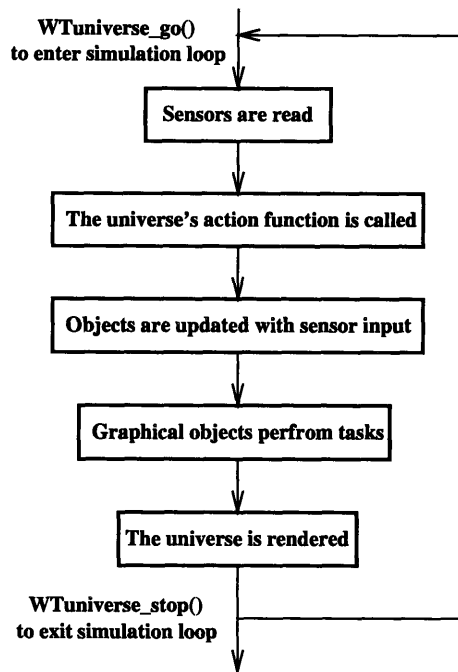 WTuniverse_go()
to enter simulation loop
Sensors are read
The universe's action function is called
Objects are updated with sensor input
Graphical objects perfrom tasks
The universe is rendered
WTuniverse_stop()
to exit simulation loop